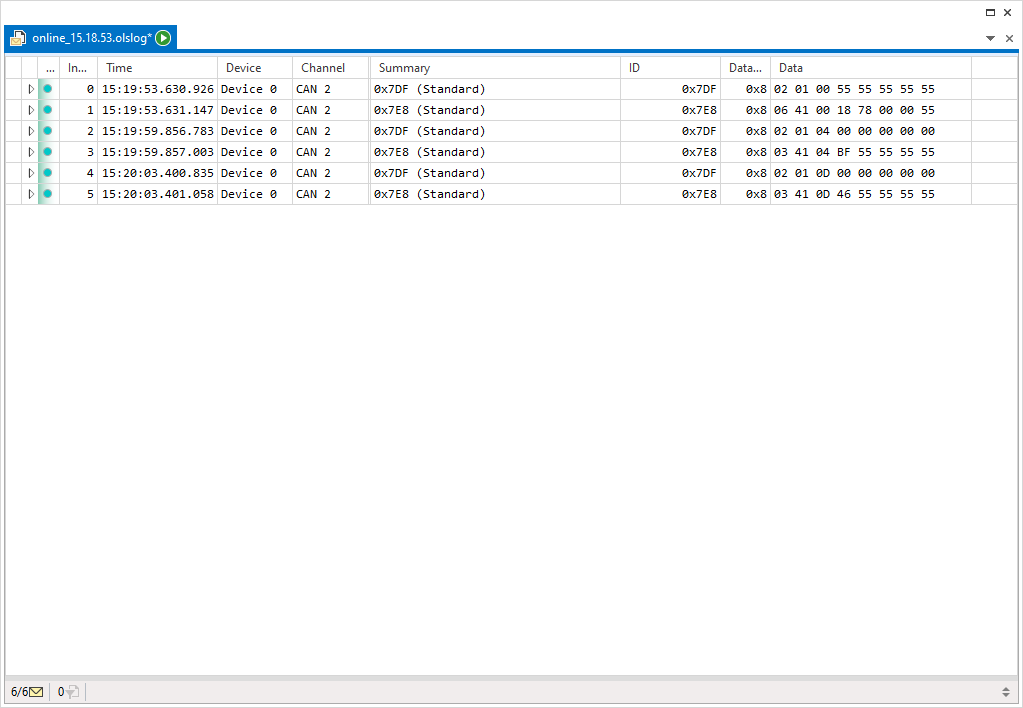 online_15.18.53.olslog*
... In... Time Device Channel Summary ID Data... Data
0 15:19:53.630.926 Device 0 CAN 2 0x7DF (Standard) 0x7DF 0x8 02 01 00 55 55 55 55 55
1 15:19:53.631.147 Device 0 CAN 2 0x7E8 (Standard) 0x7E8 0x8 06 41 00 18 78 00 00 55
2 15:19:59.856.783 Device 0 CAN 2 0x7DF (Standard) 0x7DF 0x8 02 01 04 00 00 00 00 00
3 15:19:59.857.003 Device 0 CAN 2 0x7E8 (Standard) 0x7E8 0x8 03 41 04 BF 55 55 55 55
4 15:20:03.400.835 Device 0 CAN 2 0x7DF (Standard) 0x7DF 0x8 02 01 0D 00 00 00 00 00
5 15:20:03.401.058 Device 0 CAN 2 0x7E8 (Standard) 0x7E8 0x8 03 41 0D 46 55 55 55 55
6/6 0